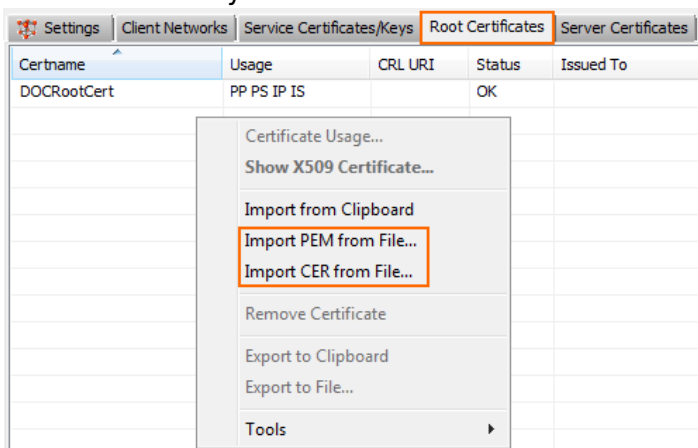 Settings Client Networks Service Certificates/Keys Root Certificates Server Certificates
Certname Usage CRL URI Status Issued To
DOCRootCert PP PS IP IS OK
Certificate Usage...
Show X509 Certificate...
Import from Clipboard
Import PEM from File...
Import CER from File...
Remove Certificate
Export to Clipboard
Export to File...
Tools